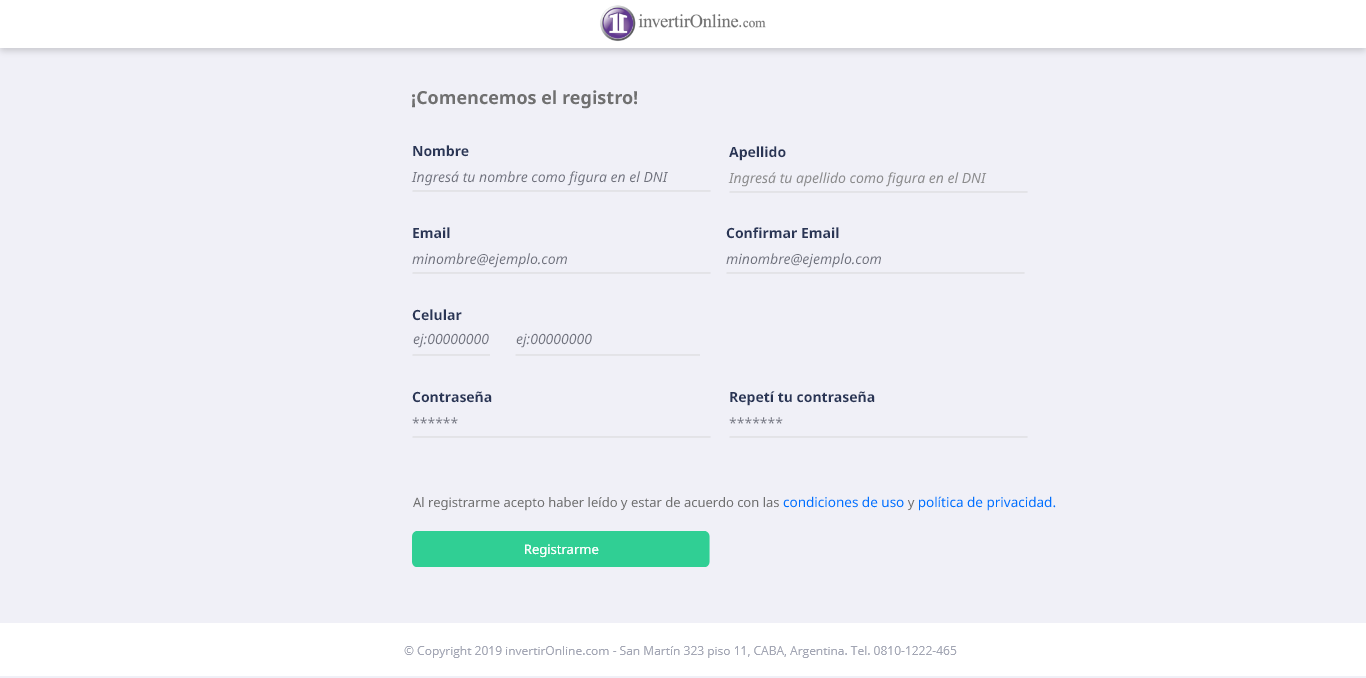 invertirOnline.com
¡Comencemos el registro!
Nombre
Apellido
Ingresá tu nombre como figura en el DNI
Ingresá tu apellido como figura en el DNI
Email
Confirmar Email
minombre@ejemplo.com
minombre@ejemplo.com
Celular
ej:00000000
ej:00000000
Contraseña
Repetí tu contraseña
******
*******
Al registrarme acepto haber leído y estar de acuerdo con las condiciones de uso y política de privacidad.
Registrarme
© Copyright 2019 invertirOnline.com - San Martín 323 piso 11, CABA, Argentina. Tel. 0810-1222-465